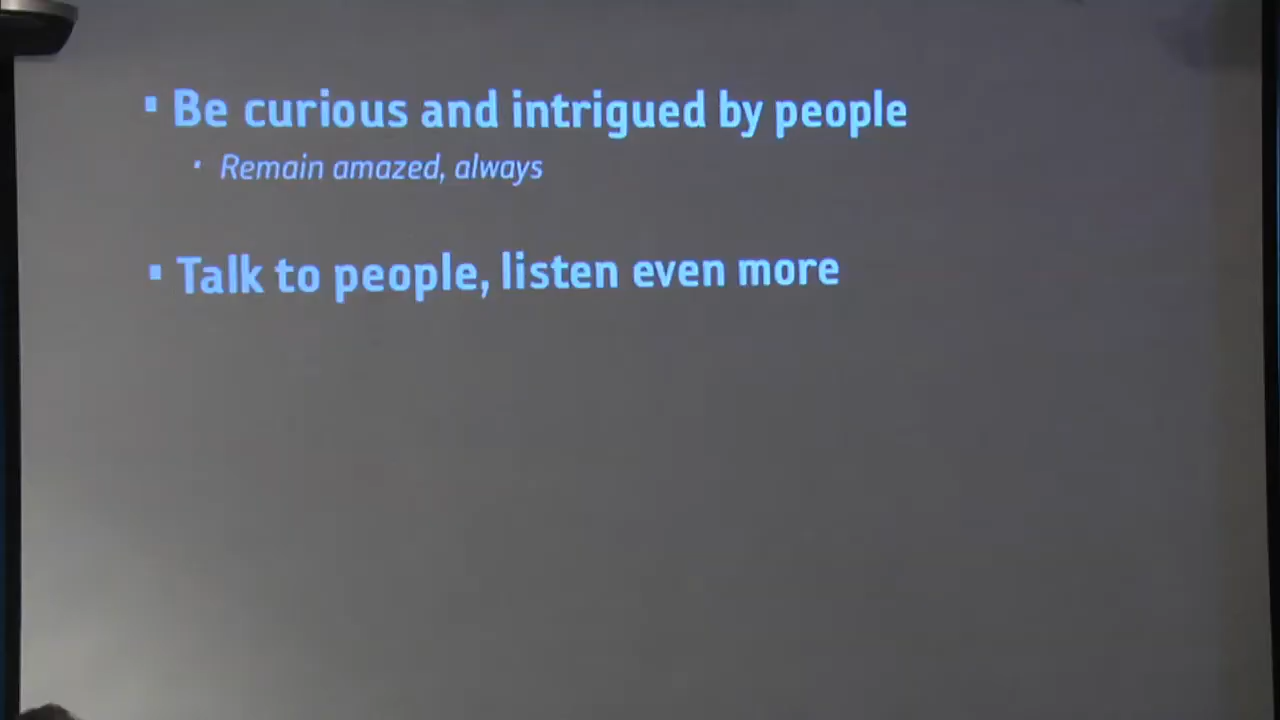 ▪ Be curious and intrigued by people
▪ Remain amazed, always
▪ Talk to people, listen even more